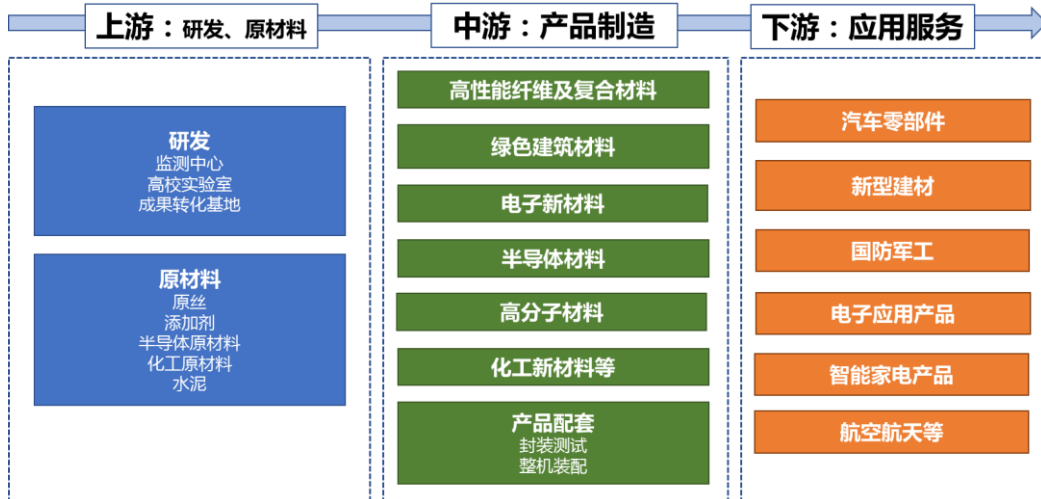 上游：研发、原材料
研发
监测中心
高校实验室
成果转化基地
原材料
原丝
添加剂
半导体原材料
化工原材料
水泥
中游：产品制造
高性能纤维及复合材料
绿色建筑材料
电子新材料
半导体材料
高分子材料
化工新材料等
产品配套
封装测试
整机装配
下游：应用服务
汽车零部件
新型建材
国防军工
电子应用产品
智能家电产品
航空航天等